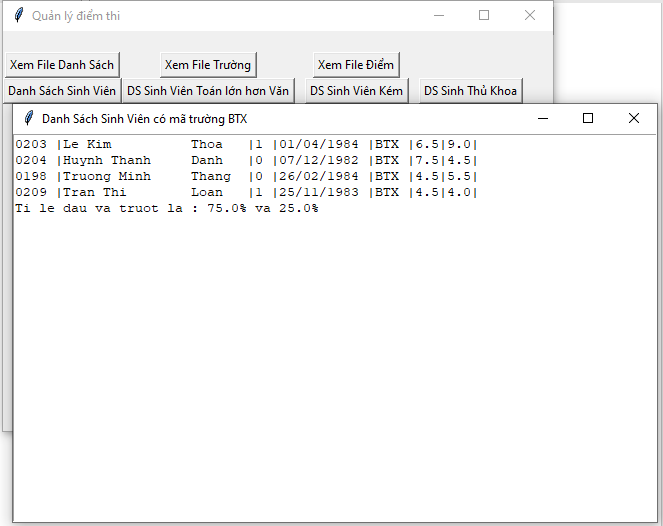 Quản lý điểm thi
Xem File Danh Sách Xem File Trường Xem File Điểm
Danh Sách Sinh Viên DS Sinh Viên Toán lớn hơn Văn DS Sinh Viên Kém DS Sinh Thủ Khoa
Danh Sách Sinh Viên có mã trường BTX
0203 |Le Kim Thoa |1 |01/04/1984 |BTX |6.5|9.0|
0204 |Huynh Thanh Danh |0 |07/12/1982 |BTX |7.5|4.5|
0198 |Truong Minh Thang |0 |26/02/1984 |BTX |4.5|5.5|
0209 |Tran Thi Loan |1 |25/11/1983 |BTX |4.5|4.0|
Ti le dau va truot la : 75.0% va 25.0%